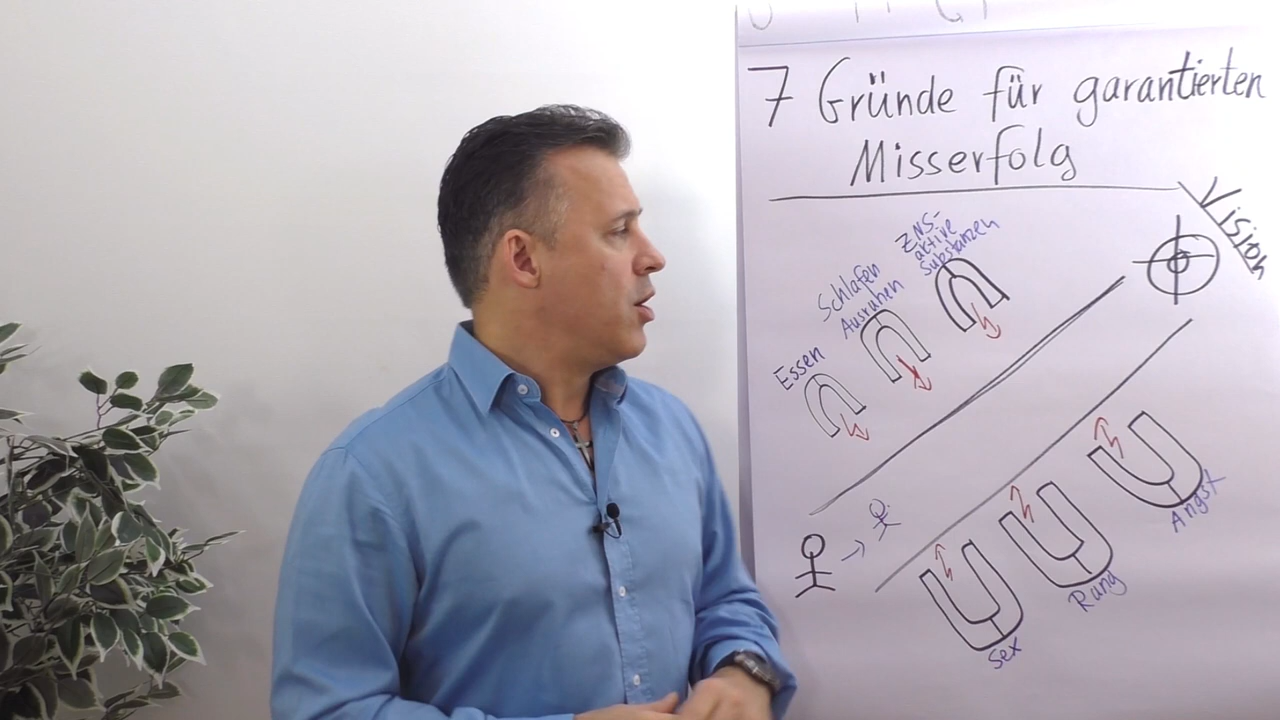 7 Gründe für garantierten
Misserfolg
Vision
ZNS-
aktive
Substanzen
Schlafen
Ausruhen
Essen
Angst
Rang
Sex